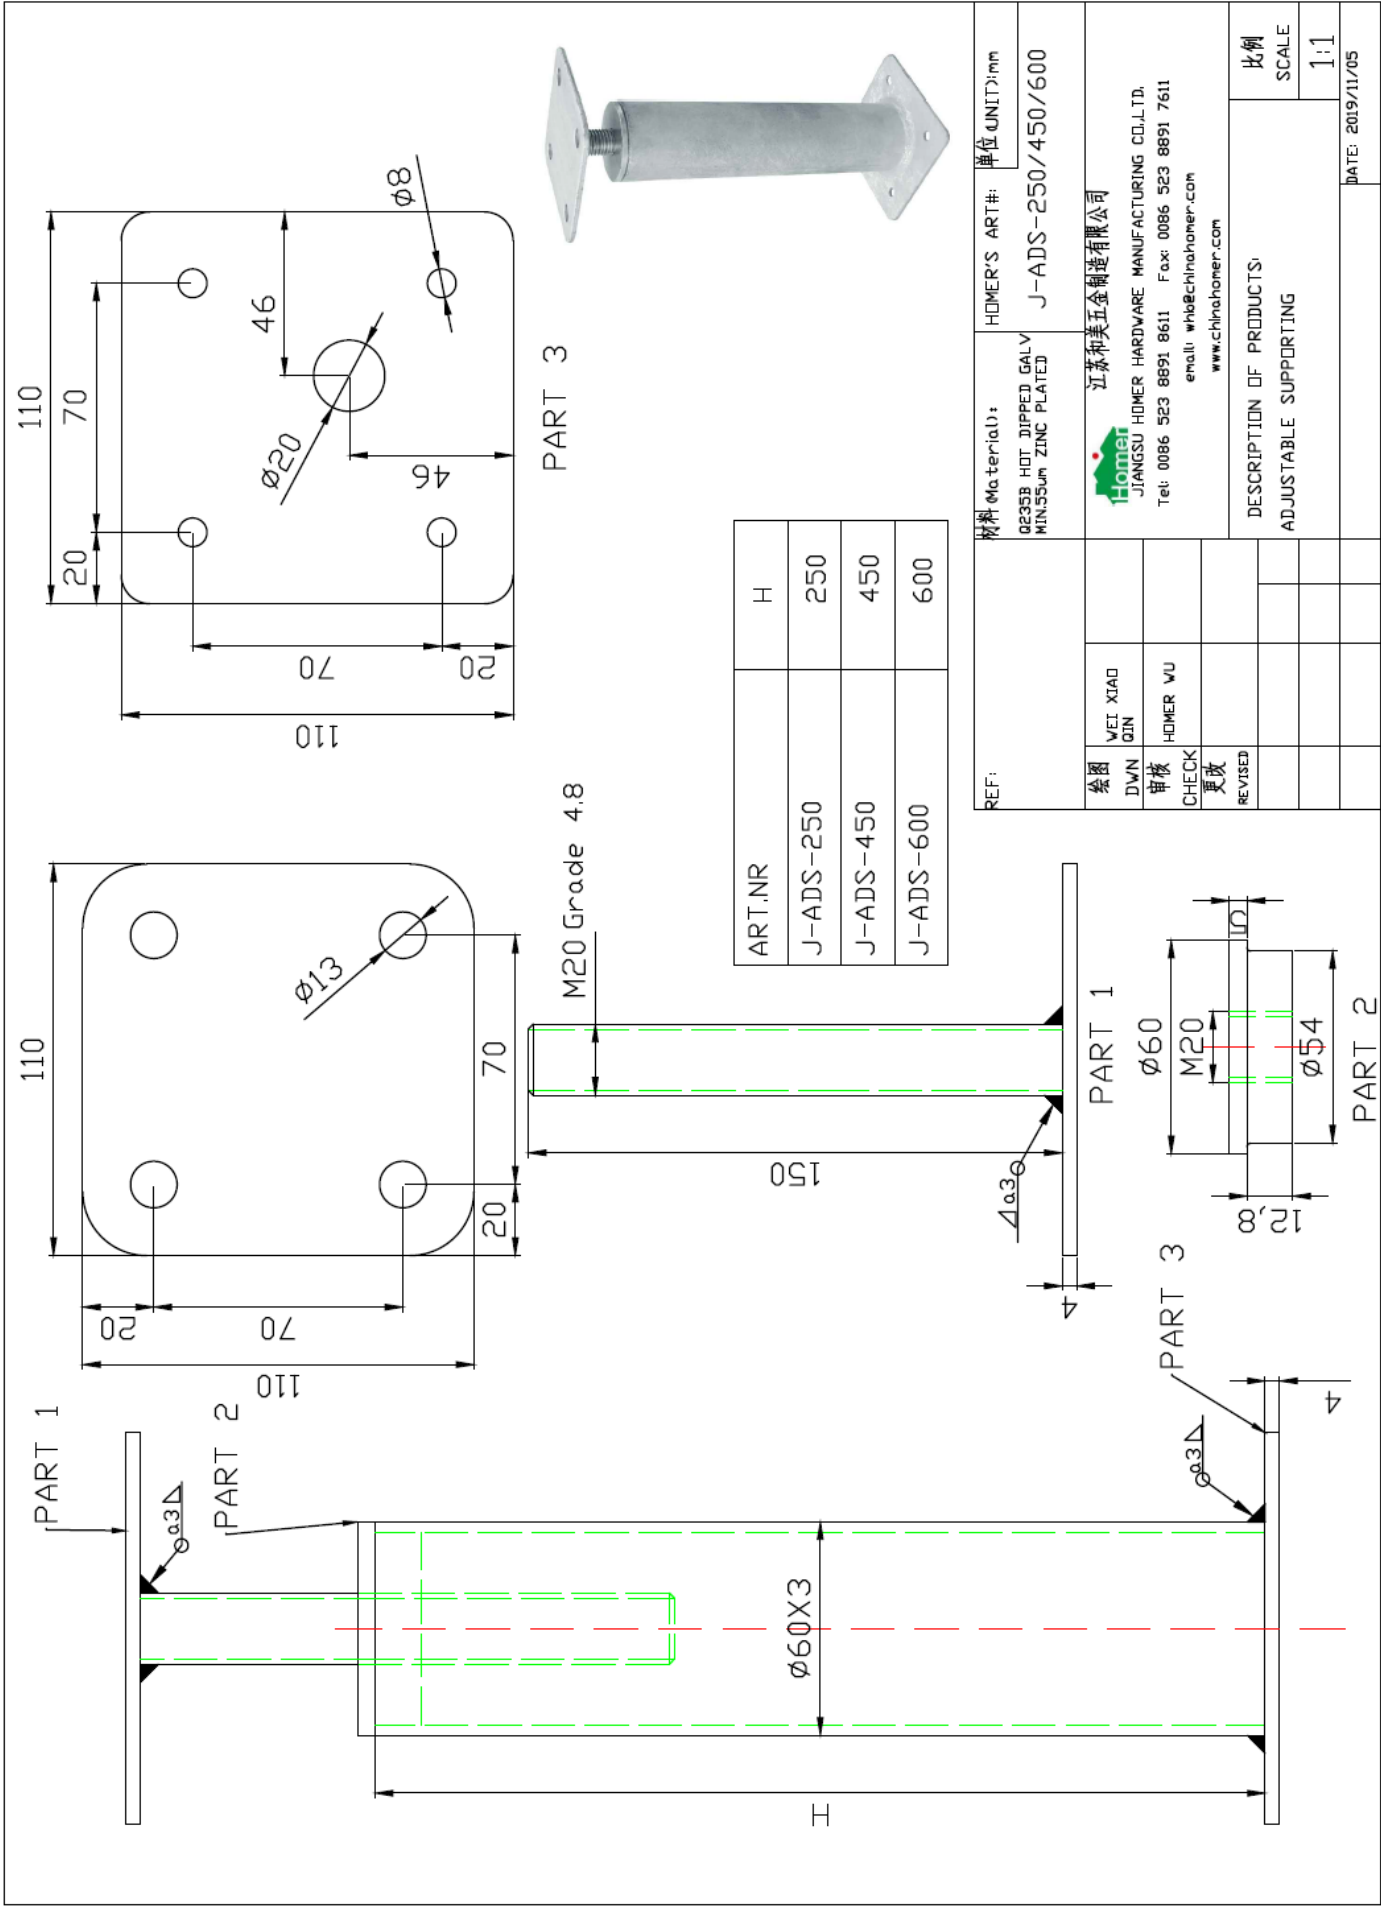 PART 1
a3
PART 2
Ø60X3
H
a3
PART 3
4
110
20
70
110
Ø13
70
20
M20 Grade 4.8
150
a3
4
PART 1
Ø60
M20
5
12,8
Ø54
PART 2
110
70
20
46
Ø8
Ø20
46
70
20
110
PART 3
ART.NR H
J-ADS-250 250
J-ADS-450 450
J-ADS-600 600
REF:
材料(Material):
Q235B HOT DIPPED GALV
MIN.55um ZINC PLATED
HOMER'S ART#:
单位(UNIT):mm
J-ADS-250/450/600
绘图
DWN
WEI XIAO
QIN
审核
CHECK
HOMER WU
更改
REVISED
Homer
江苏和美五金制造有限公司
JIANGSU HOMER HARDWARE MANUFACTURING CO.,LTD.
Tel: 0086 523 8891 8611 Fax: 0086 523 8891 7611
email: whb@chinahomer.com
www.chinahomer.com
DESCRIPTION OF PRODUCTS:
ADJUSTABLE SUPPORTING
比例
SCALE
1:1
DATE: 2019/11/05